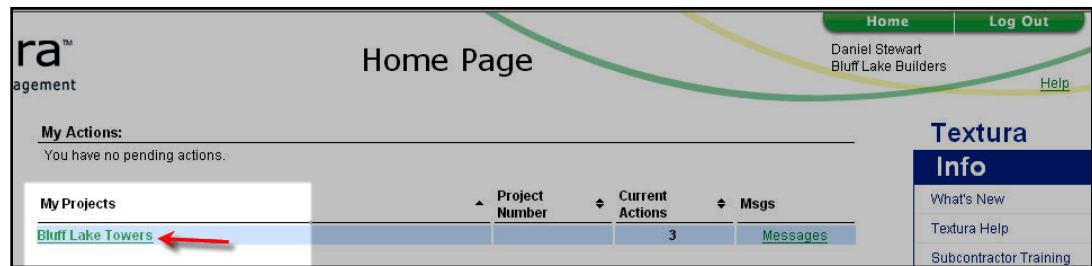 Home Log Out
ra™
agement
Home Page
Daniel Stewart
Bluff Lake Builders
Help
My Actions:
You have no pending actions.
My Projects Project Number Current Actions Msgs
Bluff Lake Towers 3 Messages
Textura
Info
What's New
Textura Help
Subcontractor Training